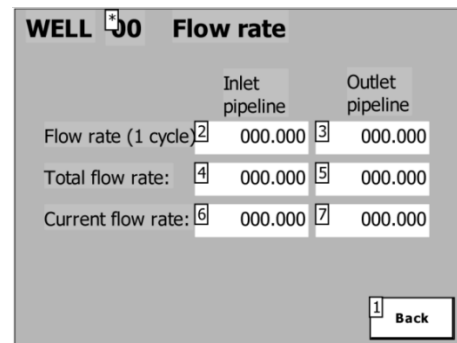 WELL * 00 Flow rate
Inlet Outlet
pipeline pipeline
Flow rate (1 cycle) 2 000.000 3 000.000
Total flow rate: 4 000.000 5 000.000
Current flow rate: 6 000.000 7 000.000
1 Back